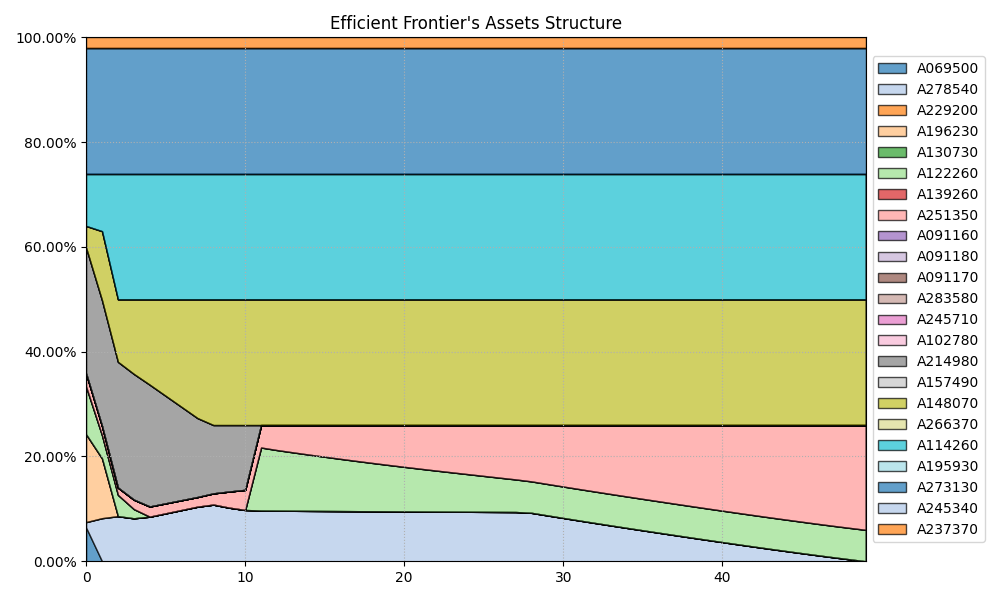 Efficient Frontier's Assets Structure
100.00%
80.00%
60.00%
40.00%
20.00%
0.00%
0
10
20
30
40
A069500
A278540
A229200
A196230
A130730
A122260
A139260
A251350
A091160
A091180
A091170
A283580
A245710
A102780
A214980
A157490
A148070
A266370
A114260
A195930
A273130
A245340
A237370